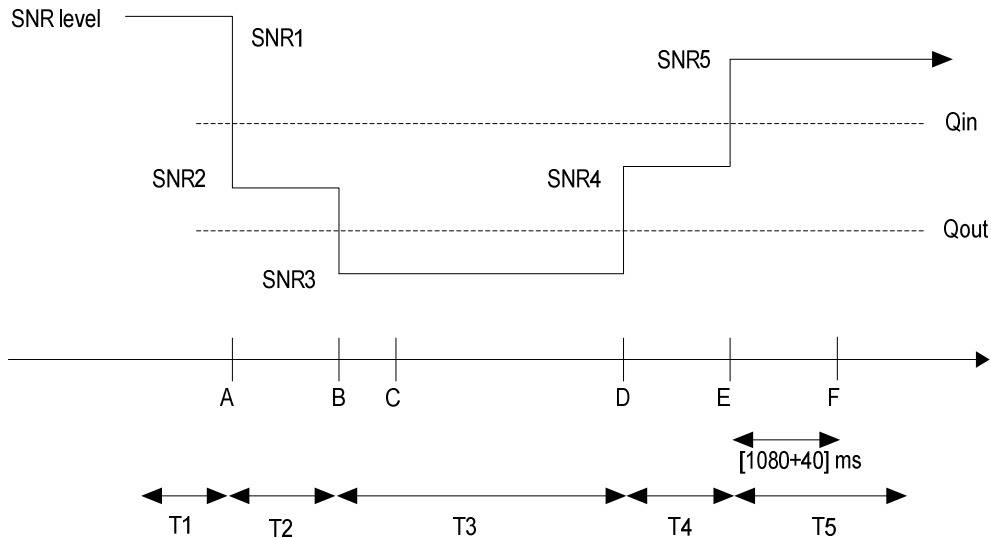 SNR level
SNR1
SNR5
Qin
SNR2
SNR4
Qout
SNR3
A
B
C
D
E
F
[1080+40] ms
T1
T2
T3
T4
T5